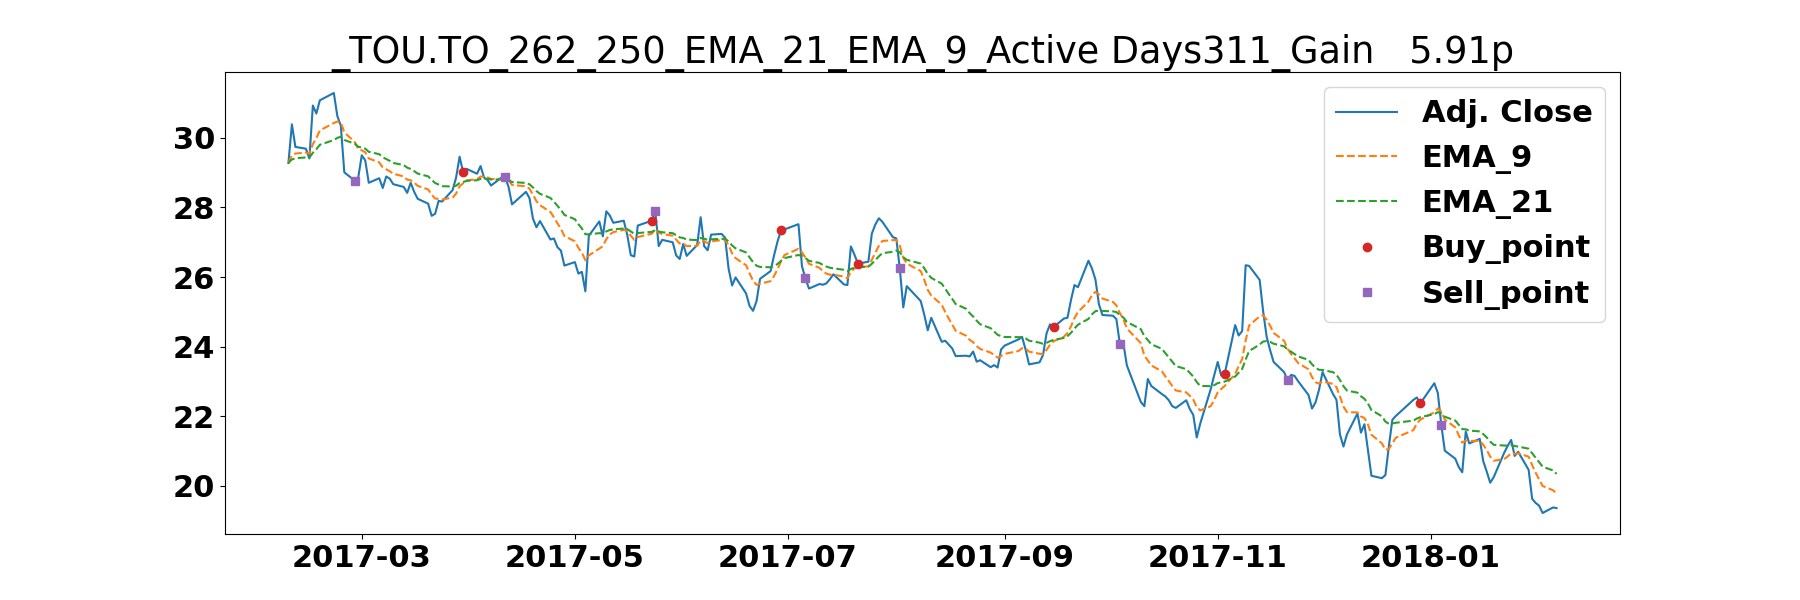 _TOU.TO_262_250_EMA_21_EMA_9_Active Days311_Gain   5.91p
Adj. Close
EMA_9
EMA_21
Buy_point
Sell_point
30
28
26
24
22
20
2017-03 2017-05 2017-07 2017-09 2017-11 2018-01